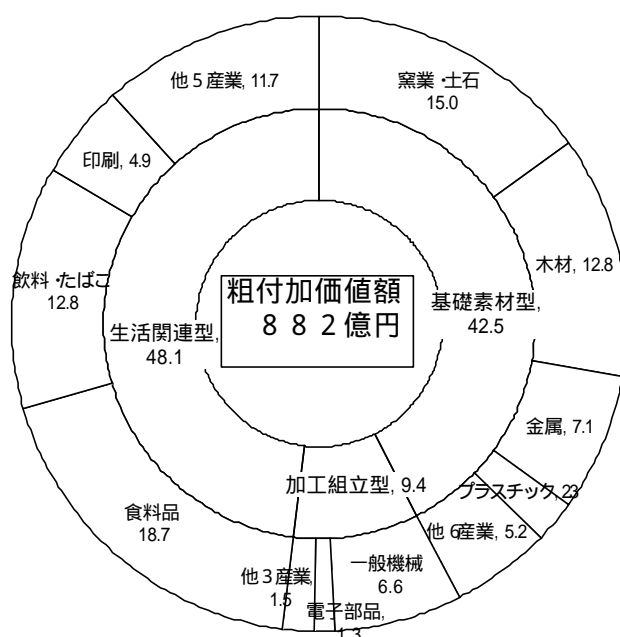 粗付加価値額
８８２億円
基礎素材型,
42.5
窯業・土石
15.0
木材, 12.8
金属, 7.1
プラスチック, 2.3
他6産業, 5.2
加工組立型, 9.4
一般機械
6.6
電子部品,
1.3
他3産業,
1.5
生活関連型,
48.1
食料品
18.7
飲料・たばこ
12.8
印刷, 4.9
他5産業, 11.7